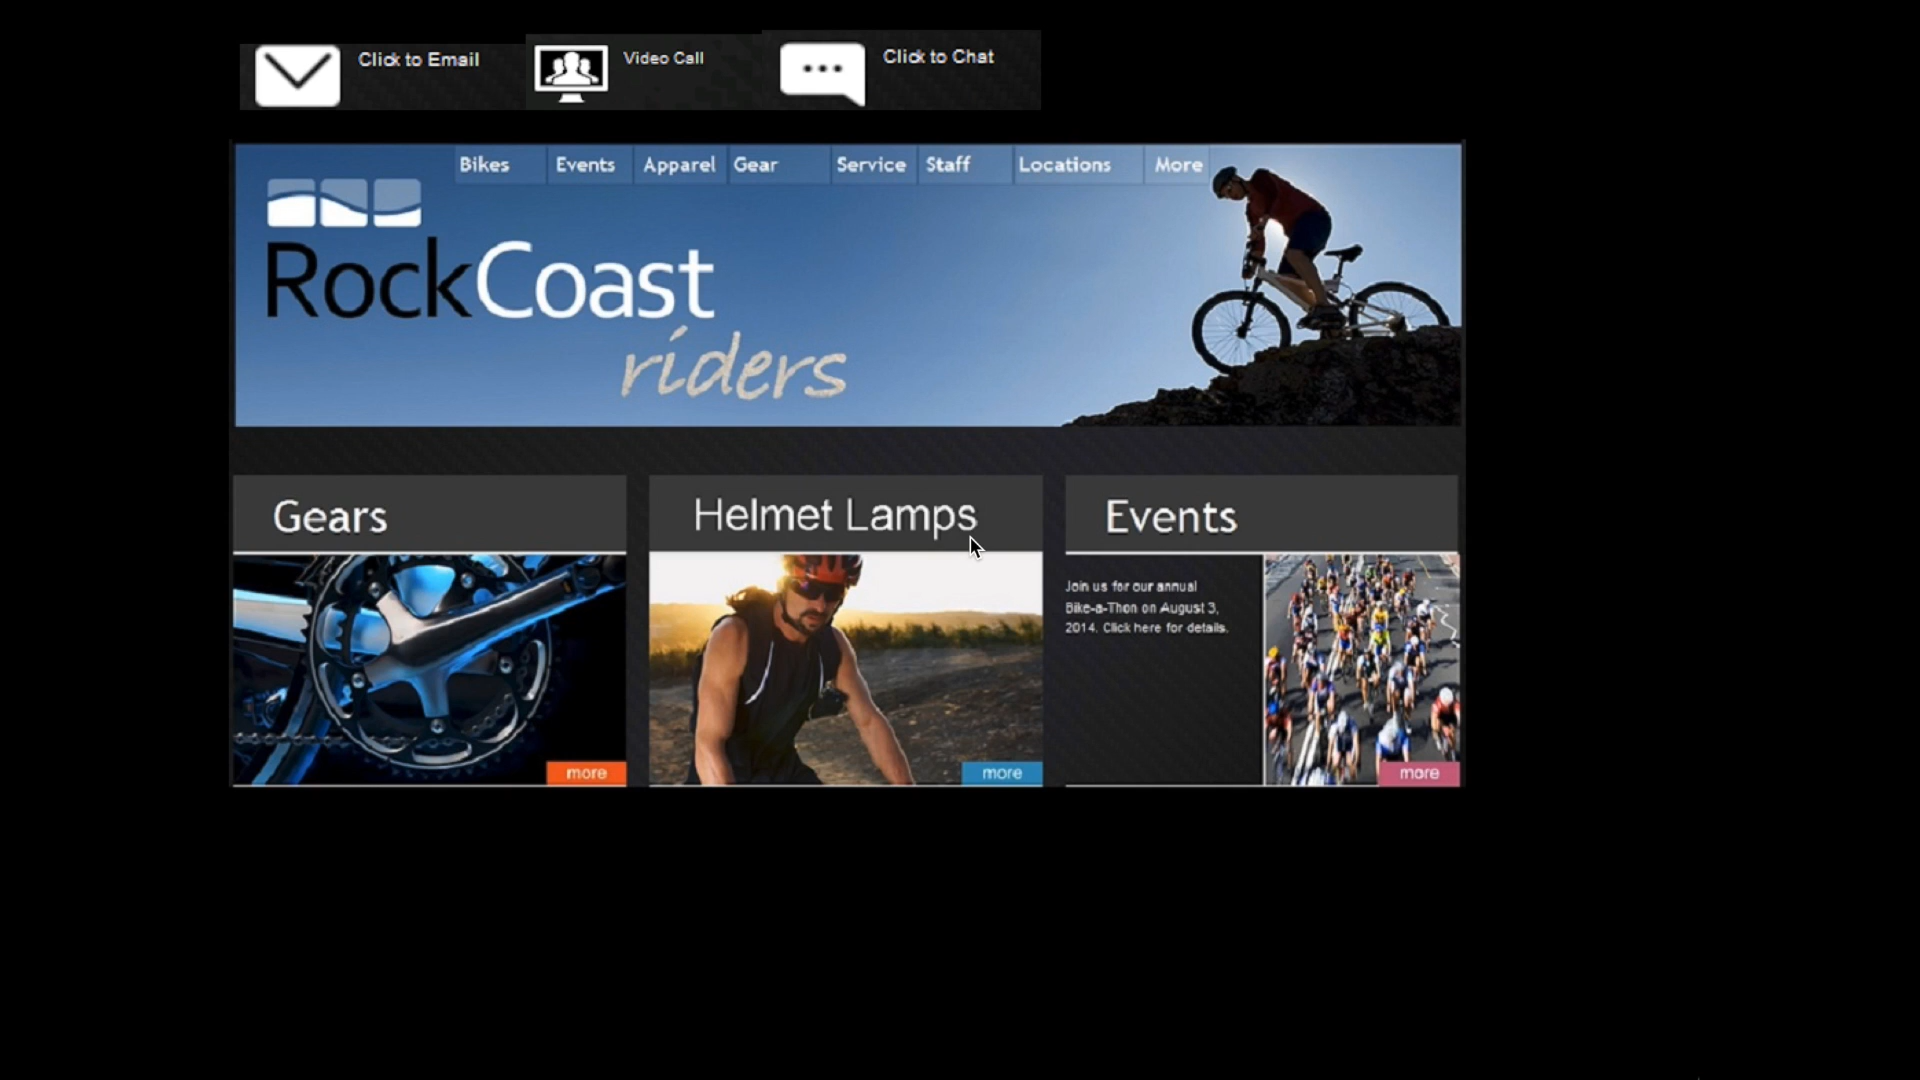 Click to Email
Video Call
Click to Chat
Bikes Events Apparel Gear Service Staff Locations More
RockCoast
riders
Gears
Helmet Lamps
Events
Join us for our annual
Bike-a-Thon on August 3,
2014. Click here for details.
more
more
more